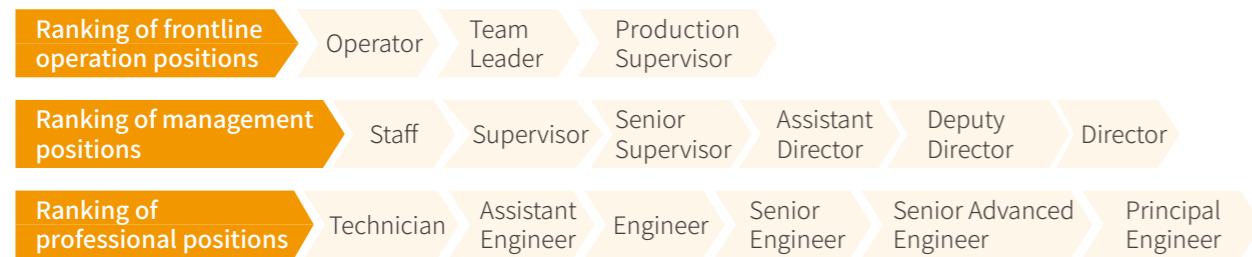 Ranking of frontline
operation positions
Operator
Team
Leader
Production
Supervisor
Ranking of management
positions
Staff
Supervisor
Senior
Supervisor
Assistant
Director
Deputy
Director
Director
Ranking of
professional positions
Technician
Assistant
Engineer
Engineer
Senior
Engineer
Senior Advanced
Engineer
Principal
Engineer